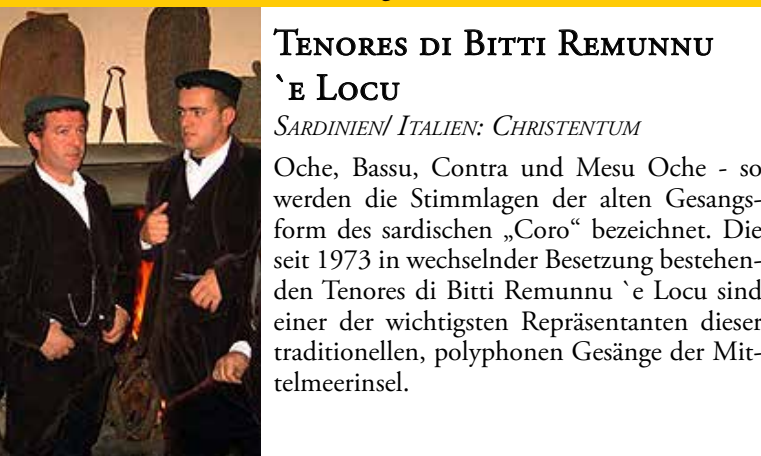 Tenores di Bitti Remunnu
`e Locu
Sardinien/ Italien: Christentum
Oche, Bassu, Contra und Mesu Oche - so
werden die Stimmlagen der alten Gesangs-
form des sardischen „Coro“ bezeichnet. Die
seit 1973 in wechselnder Besetzung bestehen-
den Tenores di Bitti Remunnu `e Locu sind
einer der wichtigsten Repräsentanten dieser
traditionellen, polyphonen Gesänge der Mit-
telmeerinsel.